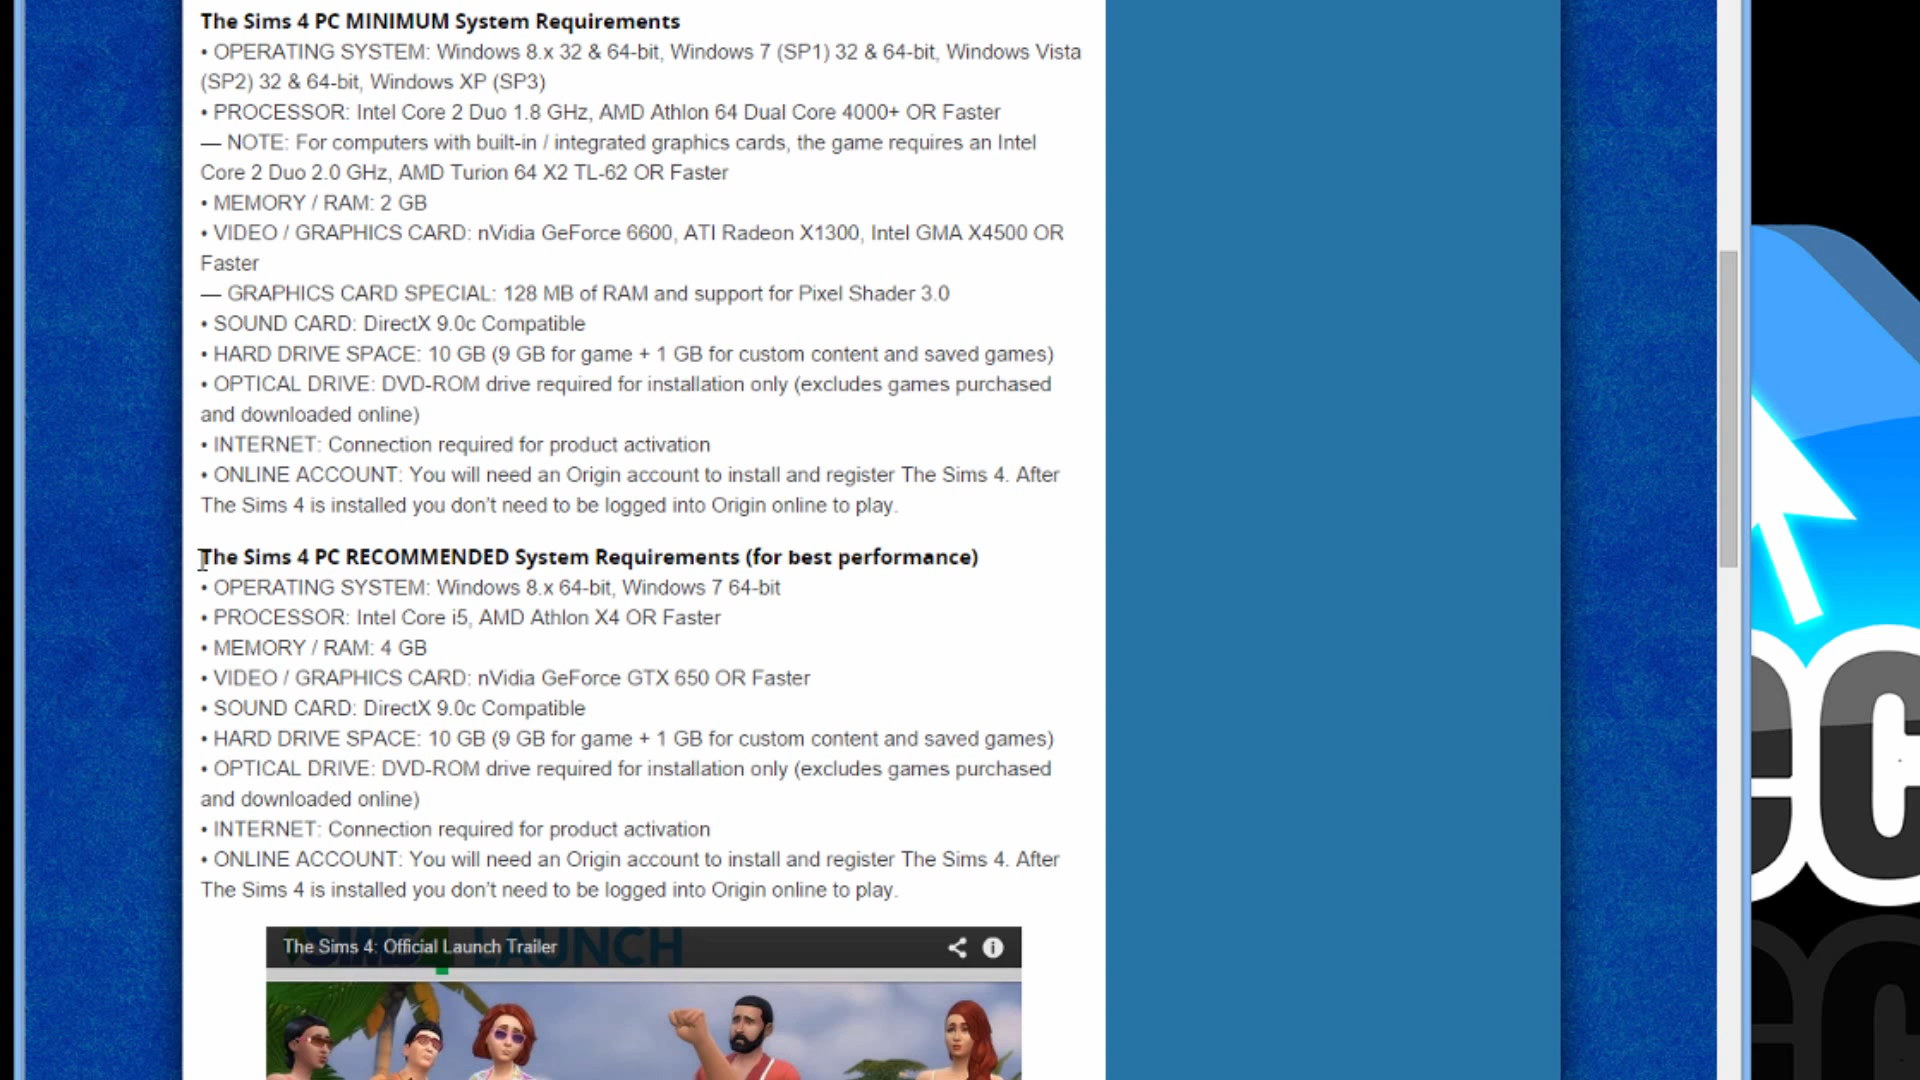 The Sims 4 PC MINIMUM System Requirements
• OPERATING SYSTEM: Windows 8.x 32 & 64-bit, Windows 7 (SP1) 32 & 64-bit, Windows Vista
(SP2) 32 & 64-bit, Windows XP (SP3)
• PROCESSOR: Intel Core 2 Duo 1.8 GHz, AMD Athlon 64 Dual Core 4000+ OR Faster
— NOTE: For computers with built-in / integrated graphics cards, the game requires an Intel
Core 2 Duo 2.0 GHz, AMD Turion 64 X2 TL-62 OR Faster
• MEMORY / RAM: 2 GB
• VIDEO / GRAPHICS CARD: nVidia GeForce 6600, ATI Radeon X1300, Intel GMA X4500 OR
Faster
— GRAPHICS CARD SPECIAL: 128 MB of RAM and support for Pixel Shader 3.0
• SOUND CARD: DirectX 9.0c Compatible
• HARD DRIVE SPACE: 10 GB (9 GB for game + 1 GB for custom content and saved games)
• OPTICAL DRIVE: DVD-ROM drive required for installation only (excludes games purchased
and downloaded online)
• INTERNET: Connection required for product activation
• ONLINE ACCOUNT: You will need an Origin account to install and register The Sims 4. After
The Sims 4 is installed you don't need to be logged into Origin online to play.
The Sims 4 PC RECOMMENDED System Requirements (for best performance)
• OPERATING SYSTEM: Windows 8.x 64-bit, Windows 7 64-bit
• PROCESSOR: Intel Core i5, AMD Athlon X4 OR Faster
• MEMORY / RAM: 4 GB
• VIDEO / GRAPHICS CARD: nVidia GeForce GTX 650 OR Faster
• SOUND CARD: DirectX 9.0c Compatible
• HARD DRIVE SPACE: 10 GB (9 GB for game + 1 GB for custom content and saved games)
• OPTICAL DRIVE: DVD-ROM drive required for installation only (excludes games purchased
and downloaded online)
• INTERNET: Connection required for product activation
• ONLINE ACCOUNT: You will need an Origin account to install and register The Sims 4. After
The Sims 4 is installed you don't need to be logged into Origin online to play.
The Sims 4: Official Launch Trailer
SIMS 4 LAUNCH
ec